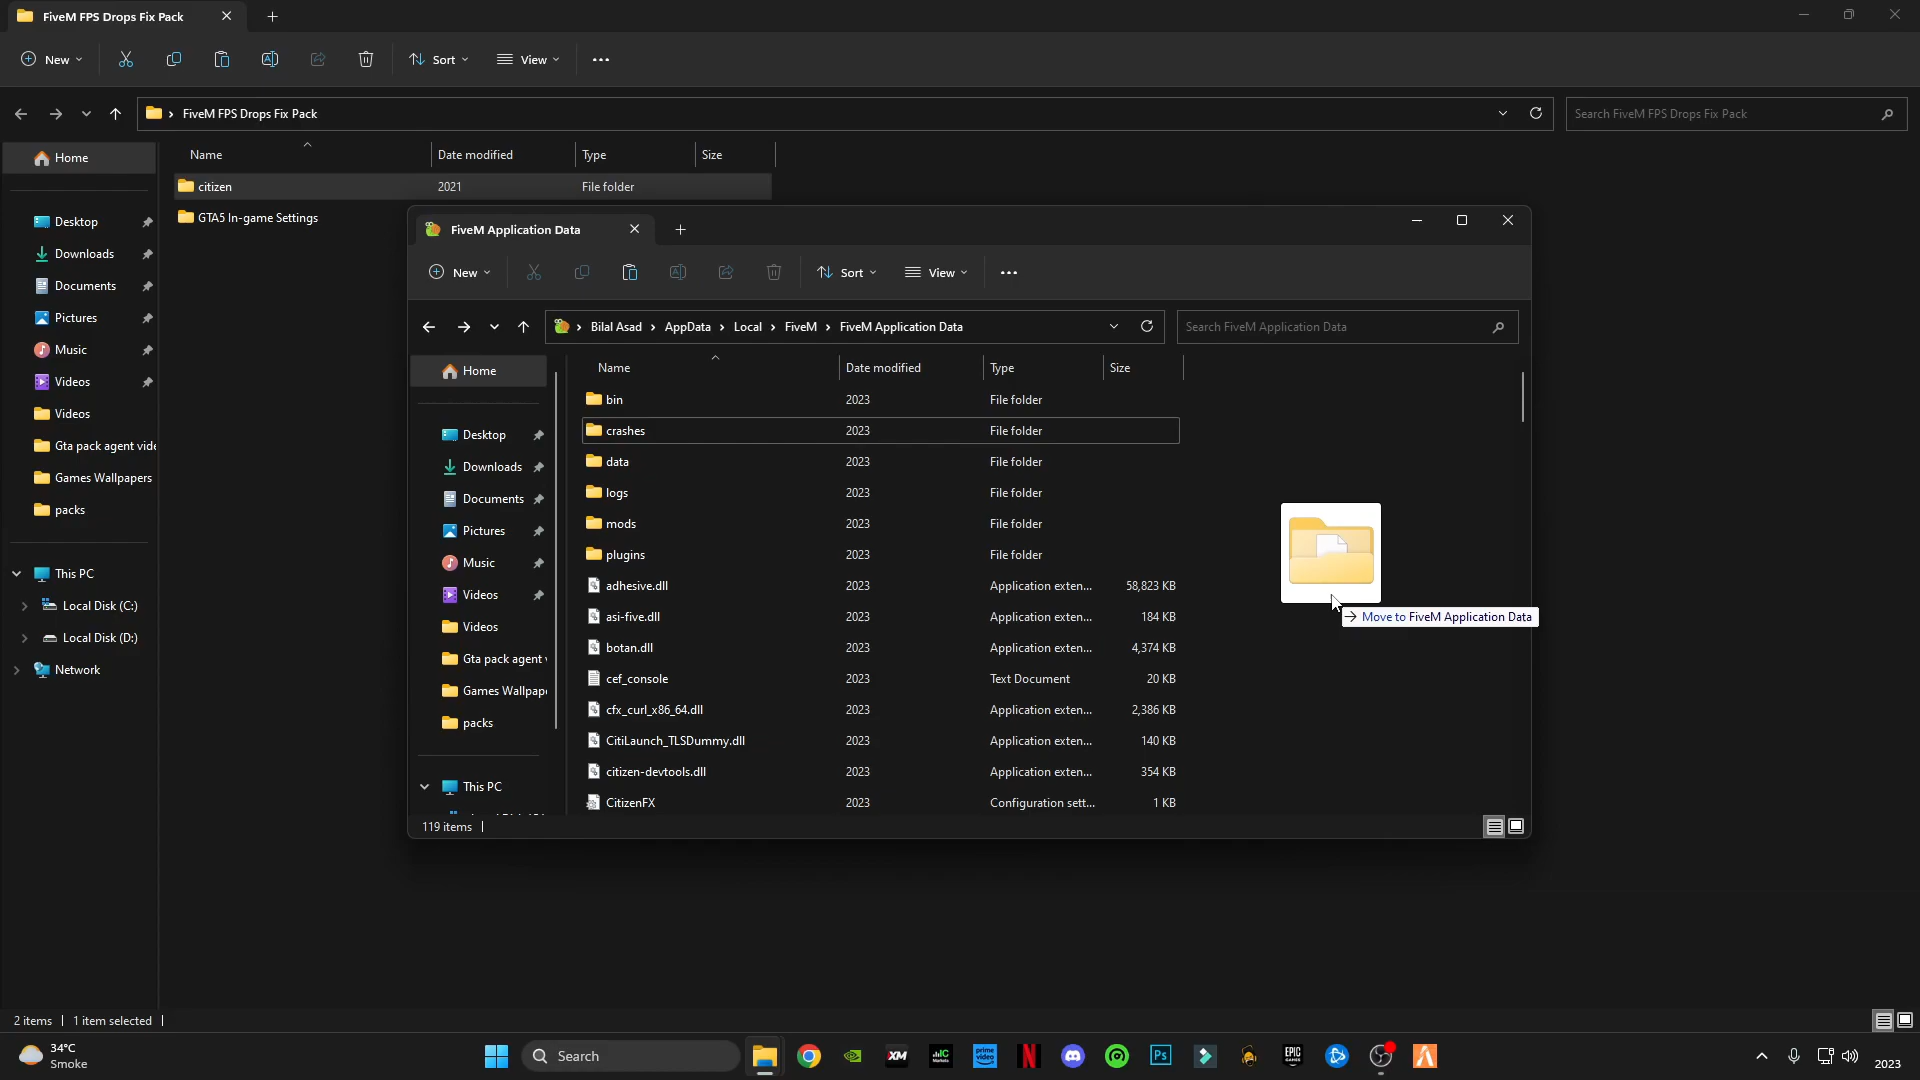 FiveM FPS Drops Fix Pack
New
Sort
View
FiveM FPS Drops Fix Pack
Search FiveM FPS Drops Fix Pack
Home
Desktop
Downloads
Documents
Pictures
Music
Videos
Videos
Gta pack agent vide
Games Wallpapers
packs
This PC
Local Disk (C:)
Local Disk (D:)
Network
Name Date modified Type Size
citizen 2021 File folder
GTA5 In-game Settings
FiveM Application Data
New
Sort
View
Bilal Asad > AppData > Local > FiveM > FiveM Application Data
Search FiveM Application Data
Home
Desktop
Downloads
Documents
Pictures
Music
Videos
Videos
Gta pack agent v
Games Wallpape
packs
This PC
Name Date modified Type Size
bin 2023 File folder
crashes 2023 File folder
data 2023 File folder
logs 2023 File folder
mods 2023 File folder
plugins 2023 File folder
adhesive.dll 2023 Application exten... 58,823 KB
asi-five.dll 2023 Application exten... 184 KB
botan.dll 2023 Application exten... 4,374 KB
cef_console 2023 Text Document 20 KB
cfx_curl_x86_64.dll 2023 Application exten... 2,386 KB
CitiLaunch_TLSDummy.dll 2023 Application exten... 140 KB
citizen-devtools.dll 2023 Application exten... 354 KB
CitizenFX 2023 Configuration sett... 1 KB
Move to FiveM Application Data
119 items
2 items 1 item selected
34°C
Smoke
Search
XM
IC
Markets
prime video
N
Ps
EPIC GAMES
2023